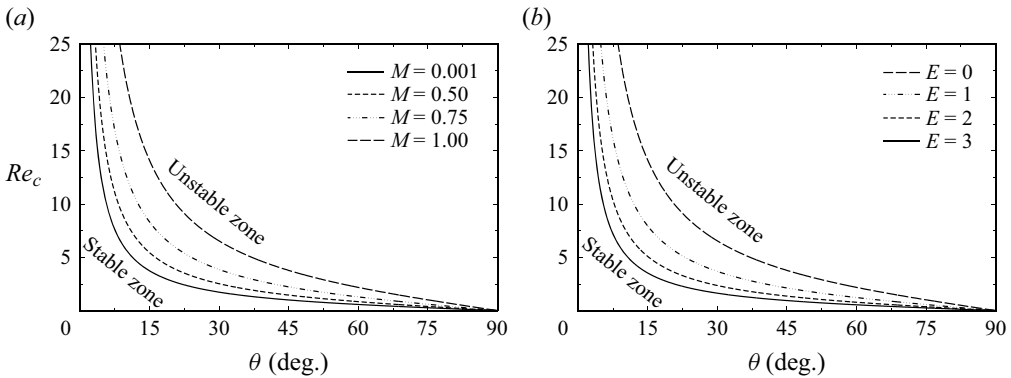 (a)
25
20
15
10
5
0
15
30
45
60
75
90
Re_c
θ (deg.)
M = 0.001
M = 0.50
M = 0.75
M = 1.00
Unstable zone
Stable zone
(b)
25
20
15
10
5
0
15
30
45
60
75
90
θ (deg.)
E = 0
E = 1
E = 2
E = 3
Unstable zone
Stable zone